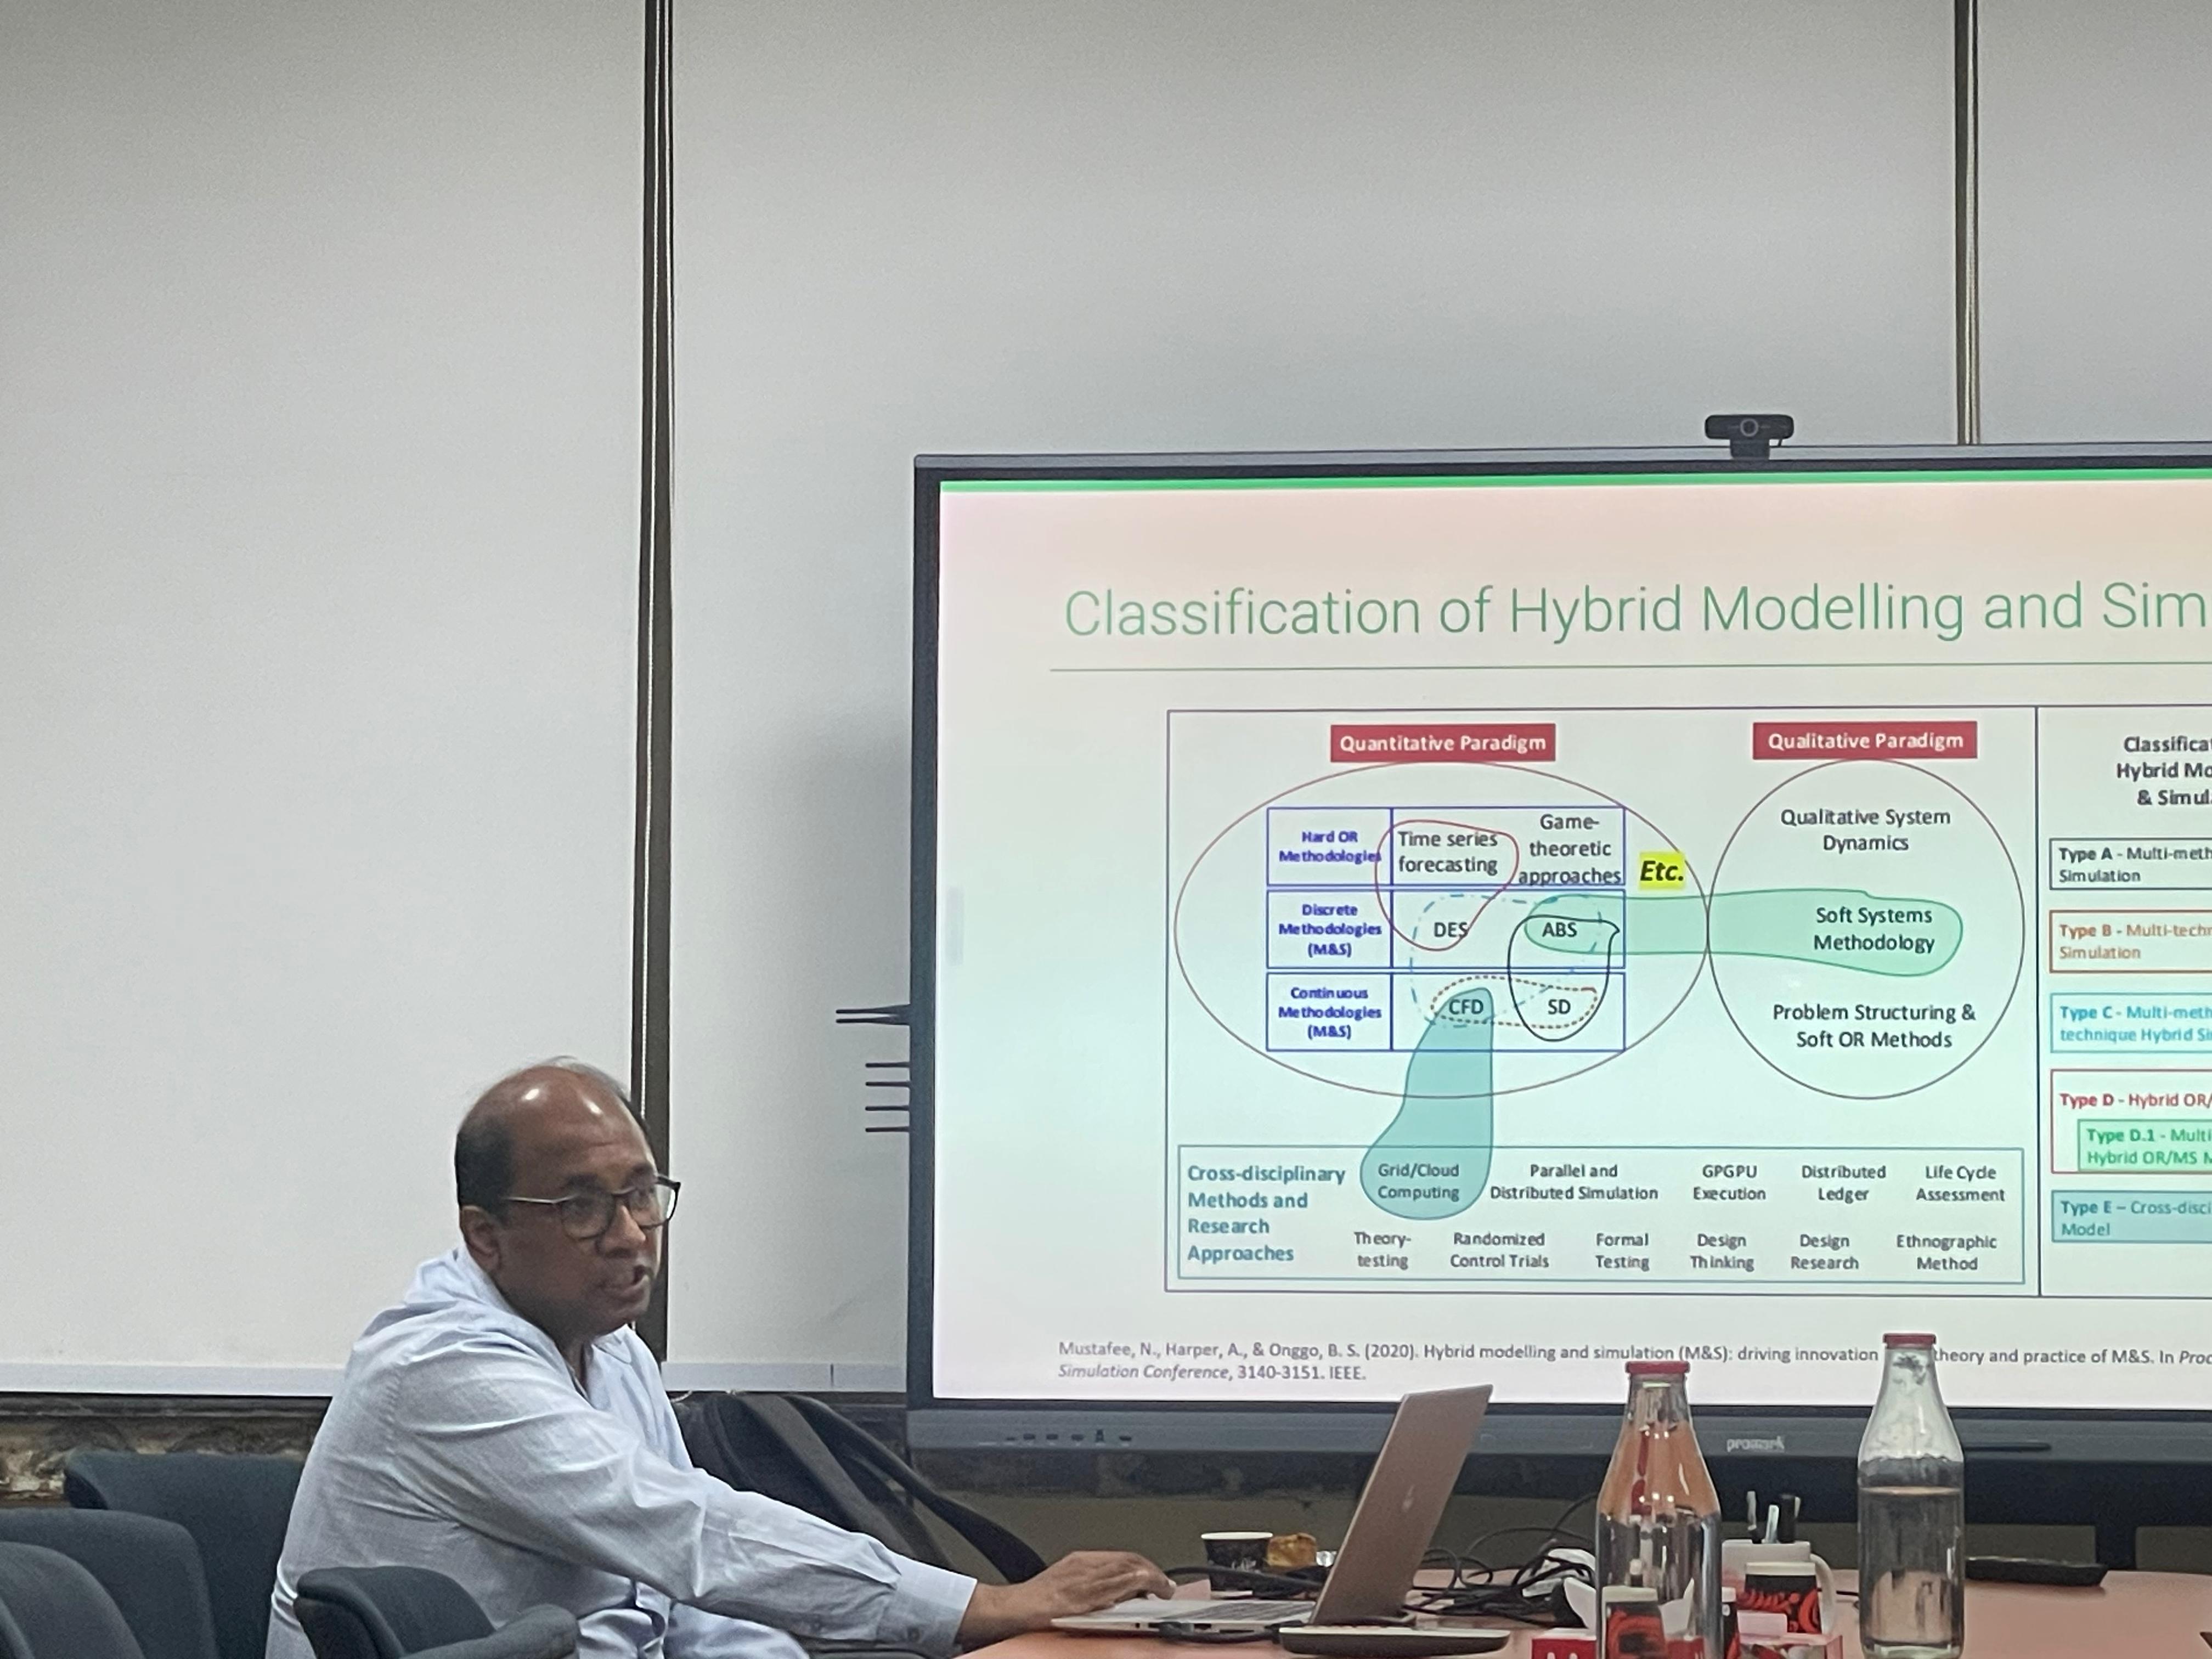 Classification of Hybrid Modelling and Sim
Quantitative Paradigm
Qualitative Paradigm
Hard OR
Methodologies
Time series
forecasting
Game-
theoretic
approaches
Etc.
Discrete
Methodologies
(M&S)
DES
ABS
Continuous
Methodologies
(M&S)
CFD
SD
Qualitative System
Dynamics
Soft Systems
Methodology
Problem Structuring &
Soft OR Methods
Cross-disciplinary
Methods and
Research
Approaches
Grid/Cloud
Computing
Parallel and
Distributed Simulation
GPGPU
Execution
Distributed
Ledger
Life Cycle
Assessment
Theory-
testing
Randomized
Control Trials
Formal
Testing
Design
Thinking
Design
Research
Ethnographic
Method
Classifica
Hybrid Mo
& Simul
Type A - Multi-meth
Simulation
Type B - Multi-techn
Simulation
Type C - Multi-meth
technique Hybrid Si
Type D - Hybrid OR/
Type D.1 - Multi
Hybrid OR/MS M
Type E – Cross-disci
Model
Mustafee, N., Harper, A., & Onggo, B. S. (2020). Hybrid modelling and simulation (M&S): driving innovation theory and practice of M&S. In Proc
Simulation Conference, 3140-3151. IEEE.
promark